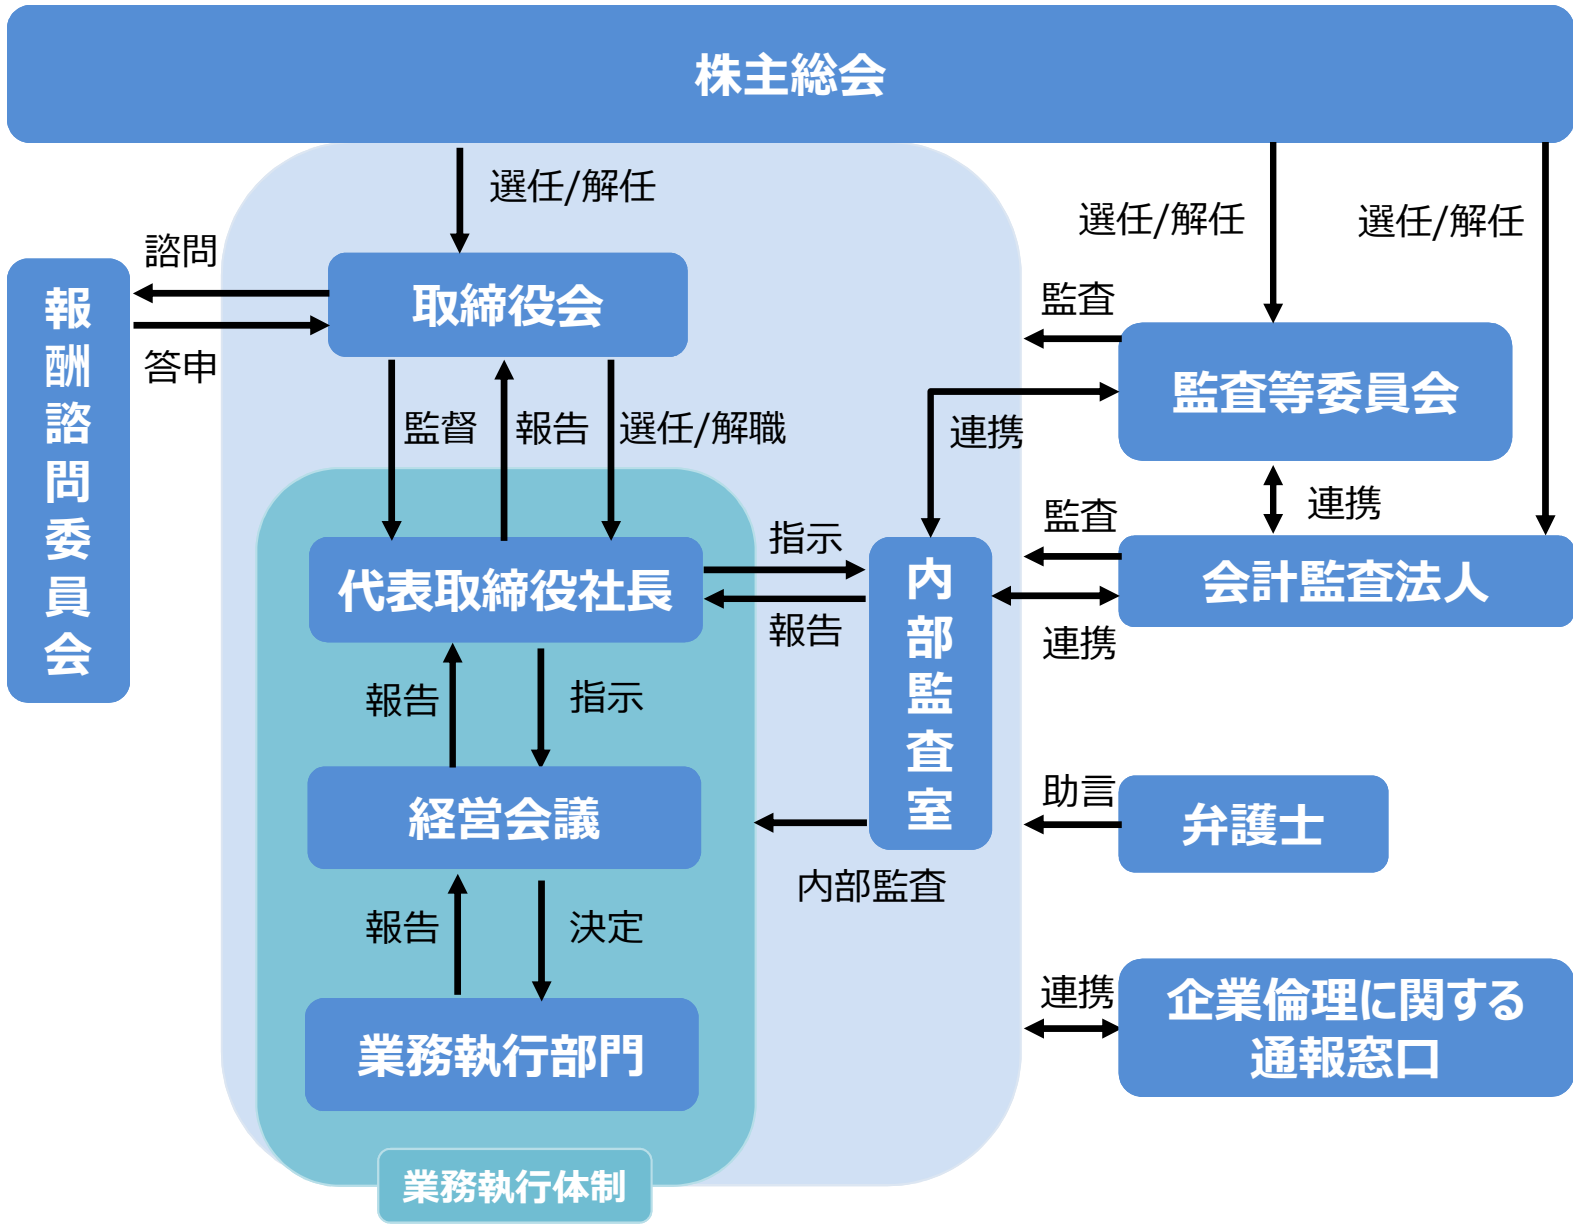 株主総会
選任/解任
選任/解任
選任/解任
諮問
答申
報酬諮問委員会
取締役会
監査
監査等委員会
連携
監督
報告
選任/解職
連携
監査
指示
代表取締役社長
内部監査室
会計監査法人
報告
連携
報告
指示
経営会議
助言
弁護士
内部監査
報告
決定
連携
企業倫理に関する
通報窓口
業務執行部門
業務執行体制